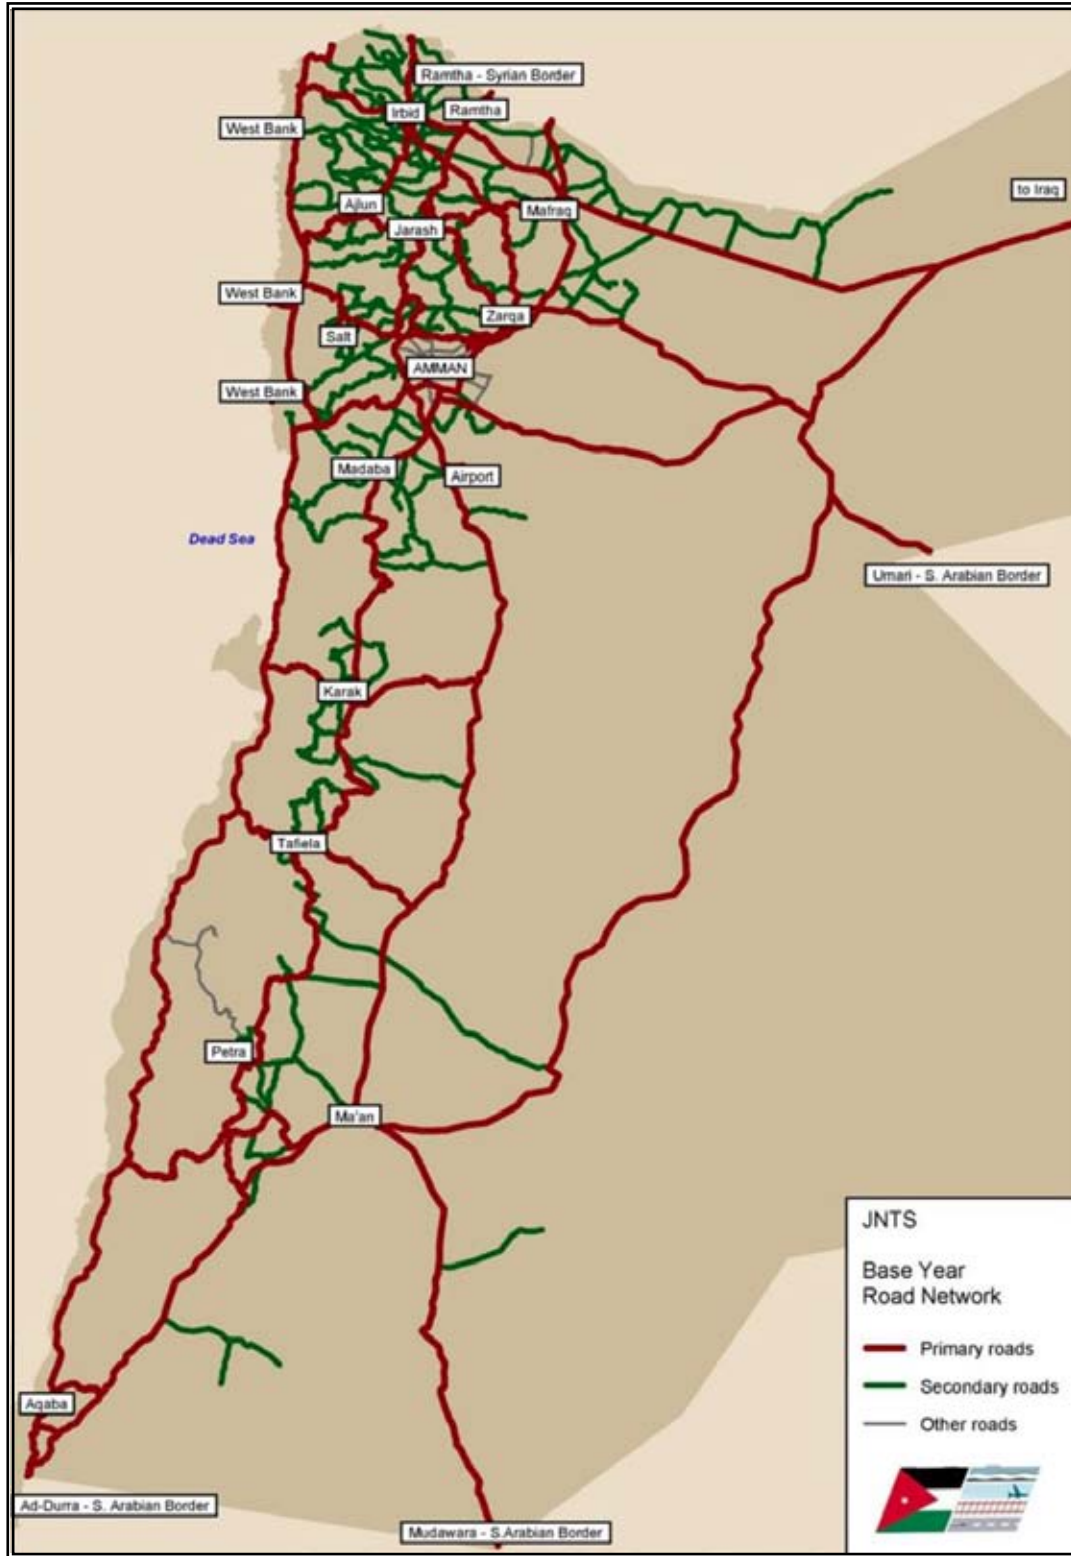 Ramtha - Syrian Border
Irbid
Ramtha
West Bank
to Iraq
Ajlun
Mafraq
Jarash
West Bank
Zarqa
Salt
AMMAN
West Bank
Madaba
Airport
Dead Sea
Umari - S. Arabian Border
Karak
Tafiela
Petra
Ma'an
JNTS
Base Year
Road Network
Primary roads
Secondary roads
Other roads
Aqaba
Ad-Durra - S. Arabian Border
Mudawara - S.Arabian Border